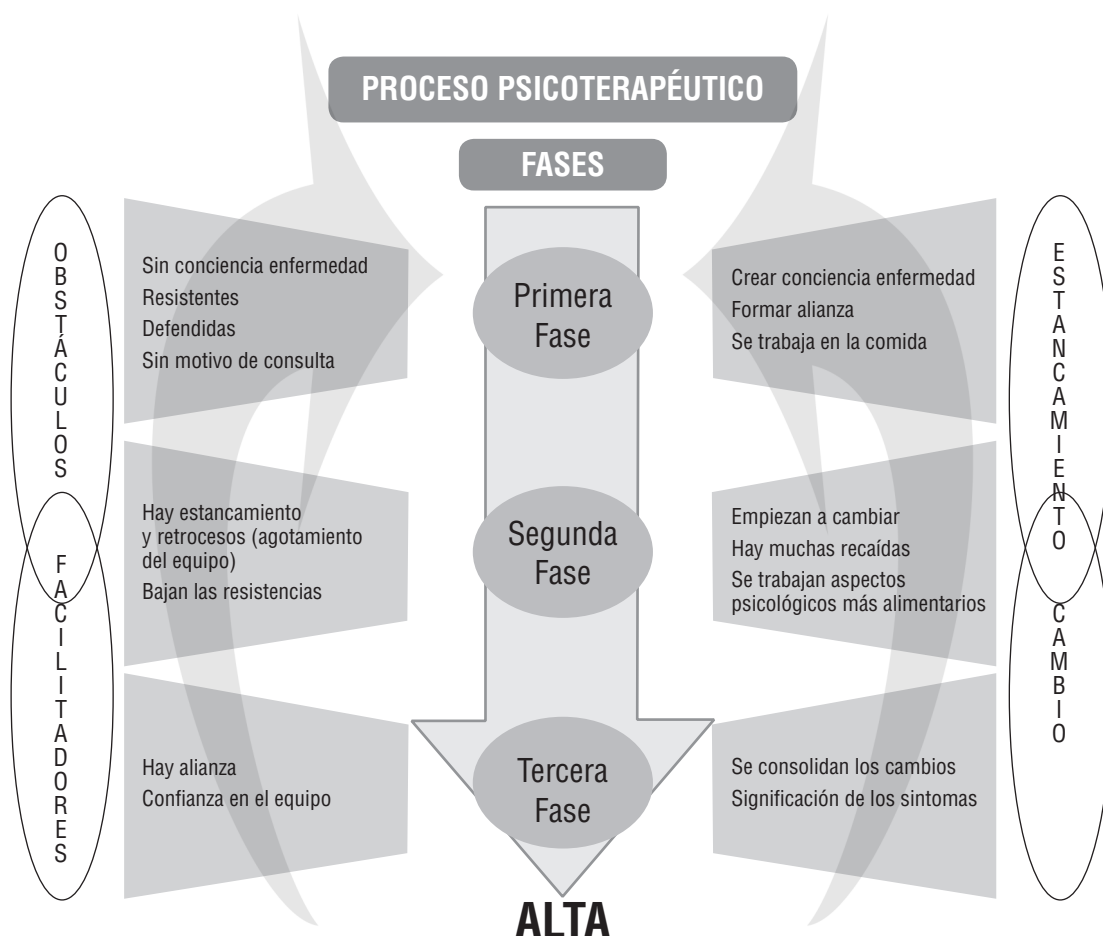 PROCESO PSICOTERAPÉUTICO
FASES
OBSTÁCULOS
FACILITADORES
Sin conciencia enfermedad
Resistentes
Defendidas
Sin motivo de consulta
Primera
Fase
Crear conciencia enfermedad
Formar alianza
Se trabaja en la comida
Hay estancamiento
y retrocesos (agotamiento
del equipo)
Bajan las resistencias
Segunda
Fase
Empiezan a cambiar
Hay muchas recaídas
Se trabajan aspectos
psicológicos más alimentarios
Hay alianza
Confianza en el equipo
Tercera
Fase
Se consolidan los cambios
Significación de los sintomas
ESTANCAMIENTO
CAMBIO
ALTA